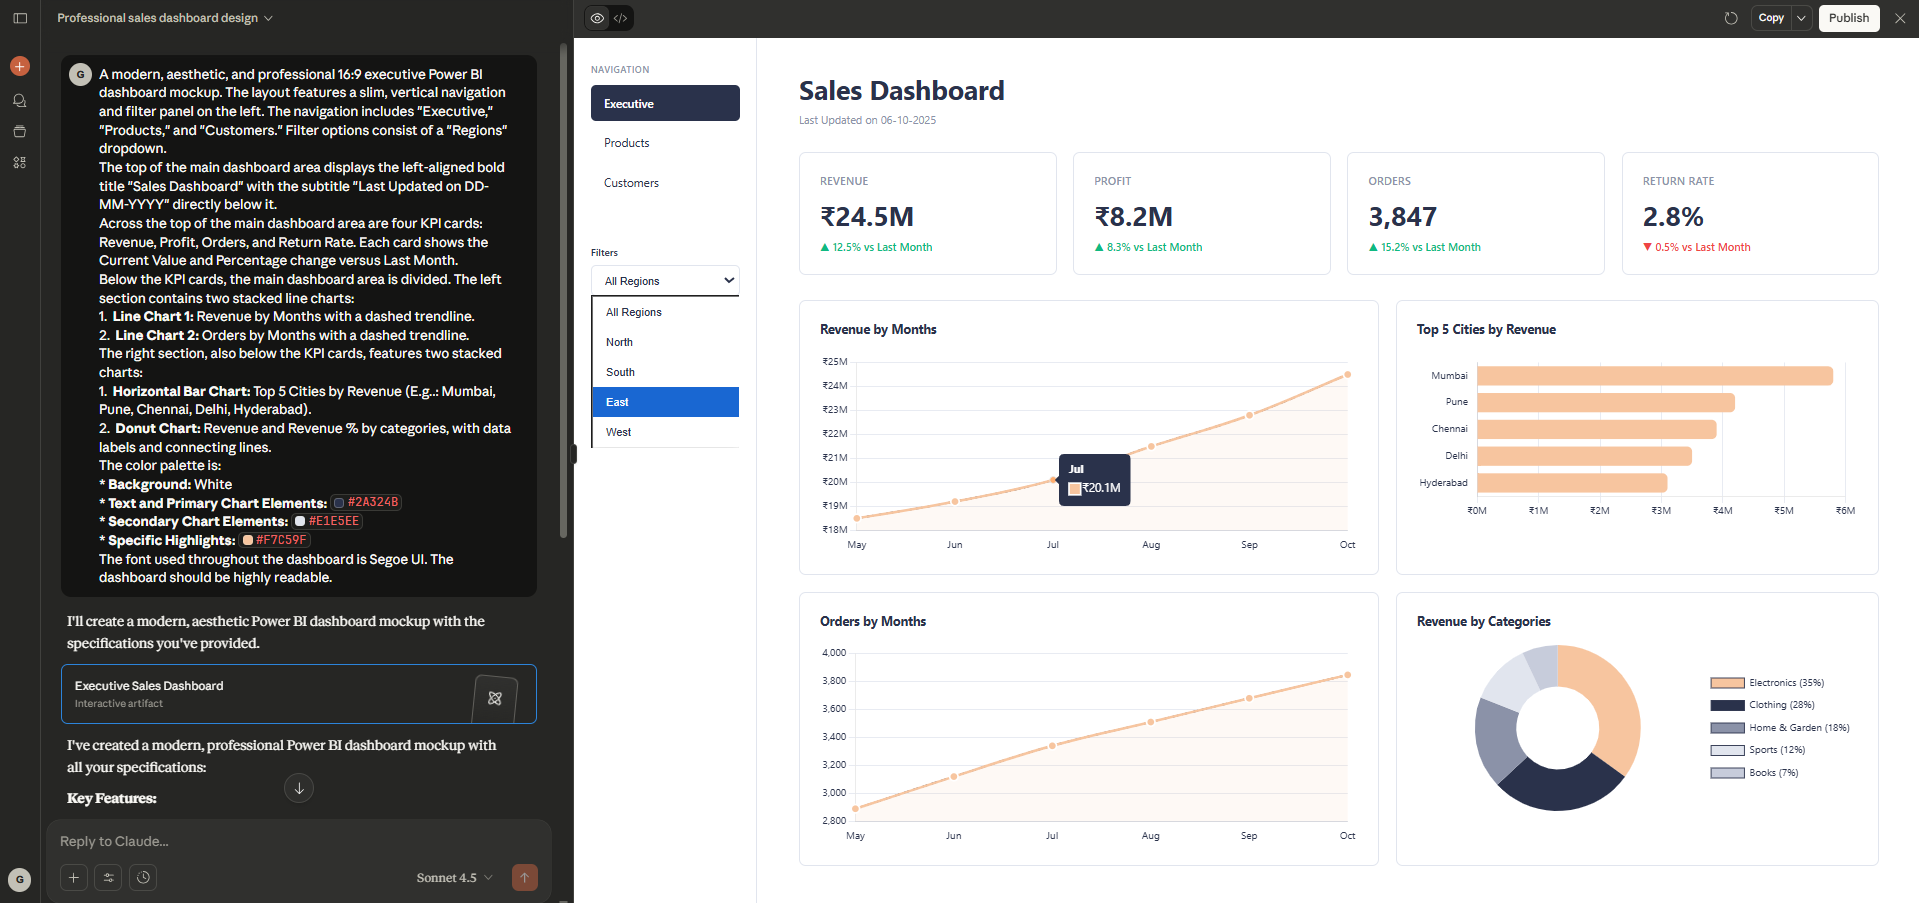 Professional sales dashboard design
G
A modern, aesthetic, and professional 16:9 executive Power BI
dashboard mockup. The layout features a slim, vertical navigation
and filter panel on the left. The navigation includes "Executive,"
"Products," and "Customers." Filter options consist of a "Regions"
dropdown.
The top of the main dashboard area displays the left-aligned bold
title "Sales Dashboard" with the subtitle "Last Updated on DD-
MM-YYYY" directly below it.
Across the top of the main dashboard area are four KPI cards:
Revenue, Profit, Orders, and Return Rate. Each card shows the
Current Value and Percentage change versus Last Month.
Below the KPI cards, the main dashboard area is divided. The left
section contains two stacked line charts:
1. Line Chart 1: Revenue by Months with a dashed trendline.
2. Line Chart 2: Orders by Months with a dashed trendline.
The right section, also below the KPI cards, features two stacked
charts:
1. Horizontal Bar Chart: Top 5 Cities by Revenue (E.g..: Mumbai,
Pune, Chennai, Delhi, Hyderabad).
2. Donut Chart: Revenue and Revenue % by categories, with data
labels and connecting lines.
The color palette is:
* Background: White
* Text and Primary Chart Elements: #2A324B
* Secondary Chart Elements: #E1E5EE
* Specific Highlights: #F7C59F
The font used throughout the dashboard is Segoe UI. The
dashboard should be highly readable.
I'll create a modern, aesthetic Power BI dashboard mockup with the
specifications you've provided.
Executive Sales Dashboard
Interactive artifact
I've created a modern, professional Power BI dashboard mockup with
all your specifications:
Key Features:
Reply to Claude...
Sonnet 4.5
G
Copy
Publish
NAVIGATION
Executive
Products
Customers
Filters
All Regions
All Regions
North
South
East
West
Sales Dashboard
Last Updated on 06-10-2025
REVENUE
₹24.5M
▲ 12.5% vs Last Month
PROFIT
₹8.2M
▲ 8.3% vs Last Month
ORDERS
3,847
▲ 15.2% vs Last Month
RETURN RATE
2.8%
▼ 0.5% vs Last Month
Revenue by Months
₹25M
₹24M
₹23M
₹22M
₹21M
₹20M
₹19M
₹18M
May Jun Jul Aug Sep Oct
Jul
₹20.1M
Top 5 Cities by Revenue
Mumbai
Pune
Chennai
Delhi
Hyderabad
₹0M ₹1M ₹2M ₹3M ₹4M ₹5M ₹6M
Orders by Months
4,000
3,800
3,600
3,400
3,200
3,000
2,800
May Jun Jul Aug Sep Oct
Revenue by Categories
Electronics (35%)
Clothing (28%)
Home & Garden (18%)
Sports (12%)
Books (7%)